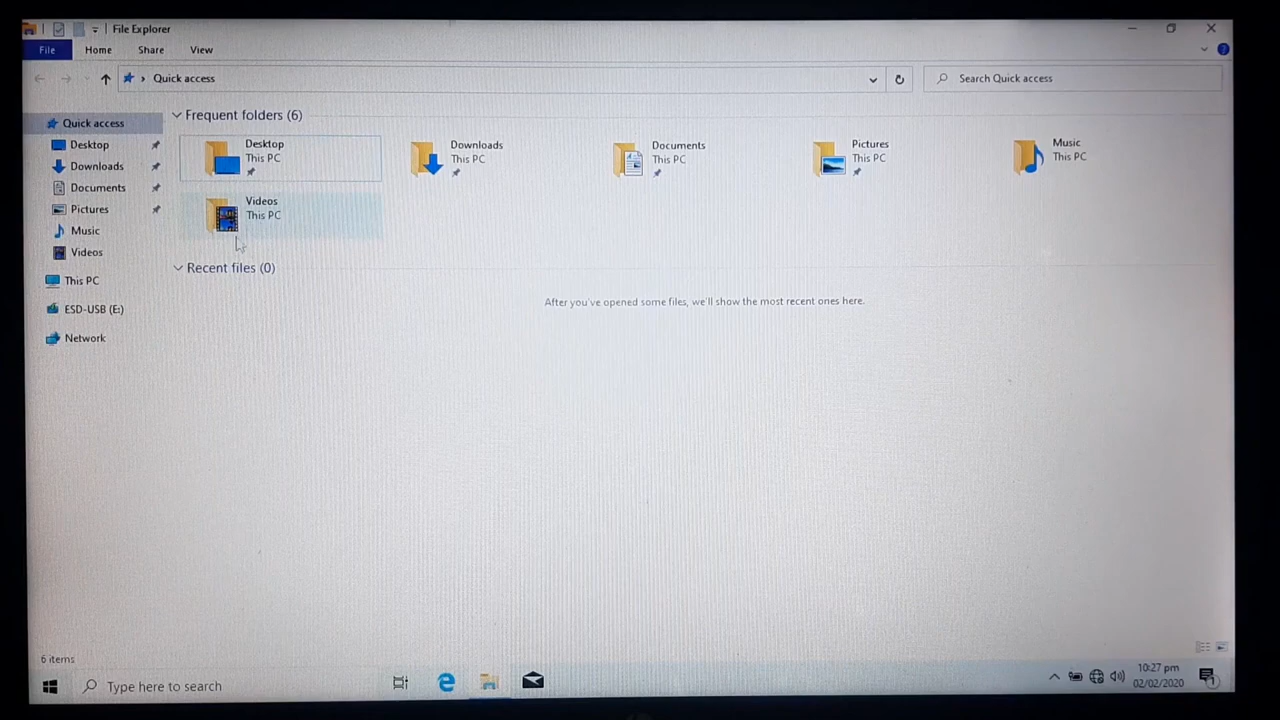 File Explorer
File Home Share View
Quick access
Search Quick access
Quick access
Desktop
Downloads
Documents
Pictures
Music
Videos
This PC
ESD-USB (E:)
Network
Frequent folders (6)
Desktop
This PC
Downloads
This PC
Documents
This PC
Pictures
This PC
Music
This PC
Videos
This PC
Recent files (0)
After you've opened some files, we'll show the most recent ones here.
6 items
Type here to search
10:27 pm
02/02/2020
1